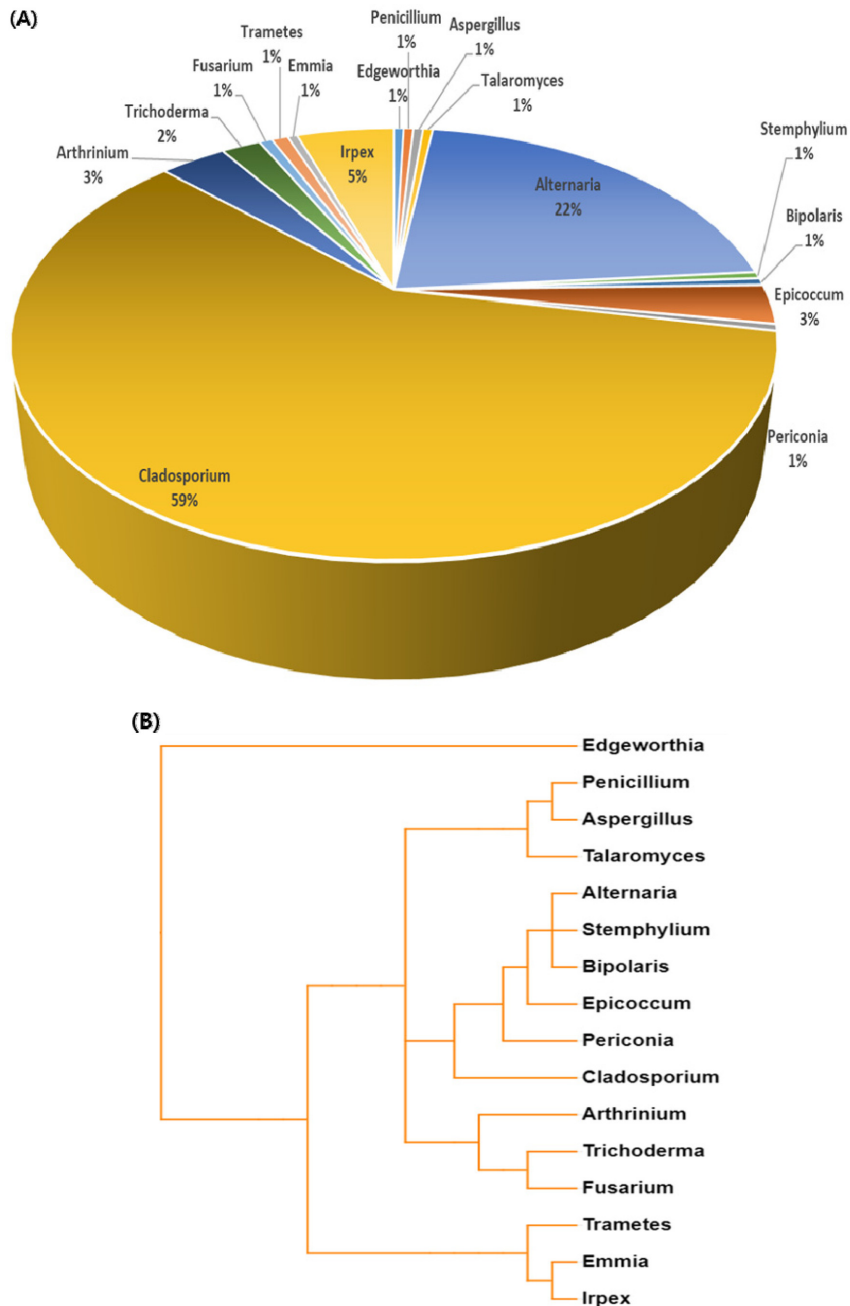 (A)
Penicillium
1%
Aspergillus
1%
Trametes
1%
Emmia
1%
Edgeworthia
1%
Talaromyces
1%
Fusarium
1%
Trichoderma
2%
Arthrinium
3%
Irpex
5%
Alternaria
22%
Stemphylium
1%
Bipolaris
1%
Epicoccum
3%
Periconia
1%
Cladosporium
59%
(B)
Edgeworthia
Penicillium
Aspergillus
Talaromyces
Alternaria
Stemphylium
Bipolaris
Epicoccum
Periconia
Cladosporium
Arthrinium
Trichoderma
Fusarium
Trametes
Emmia
Irpex